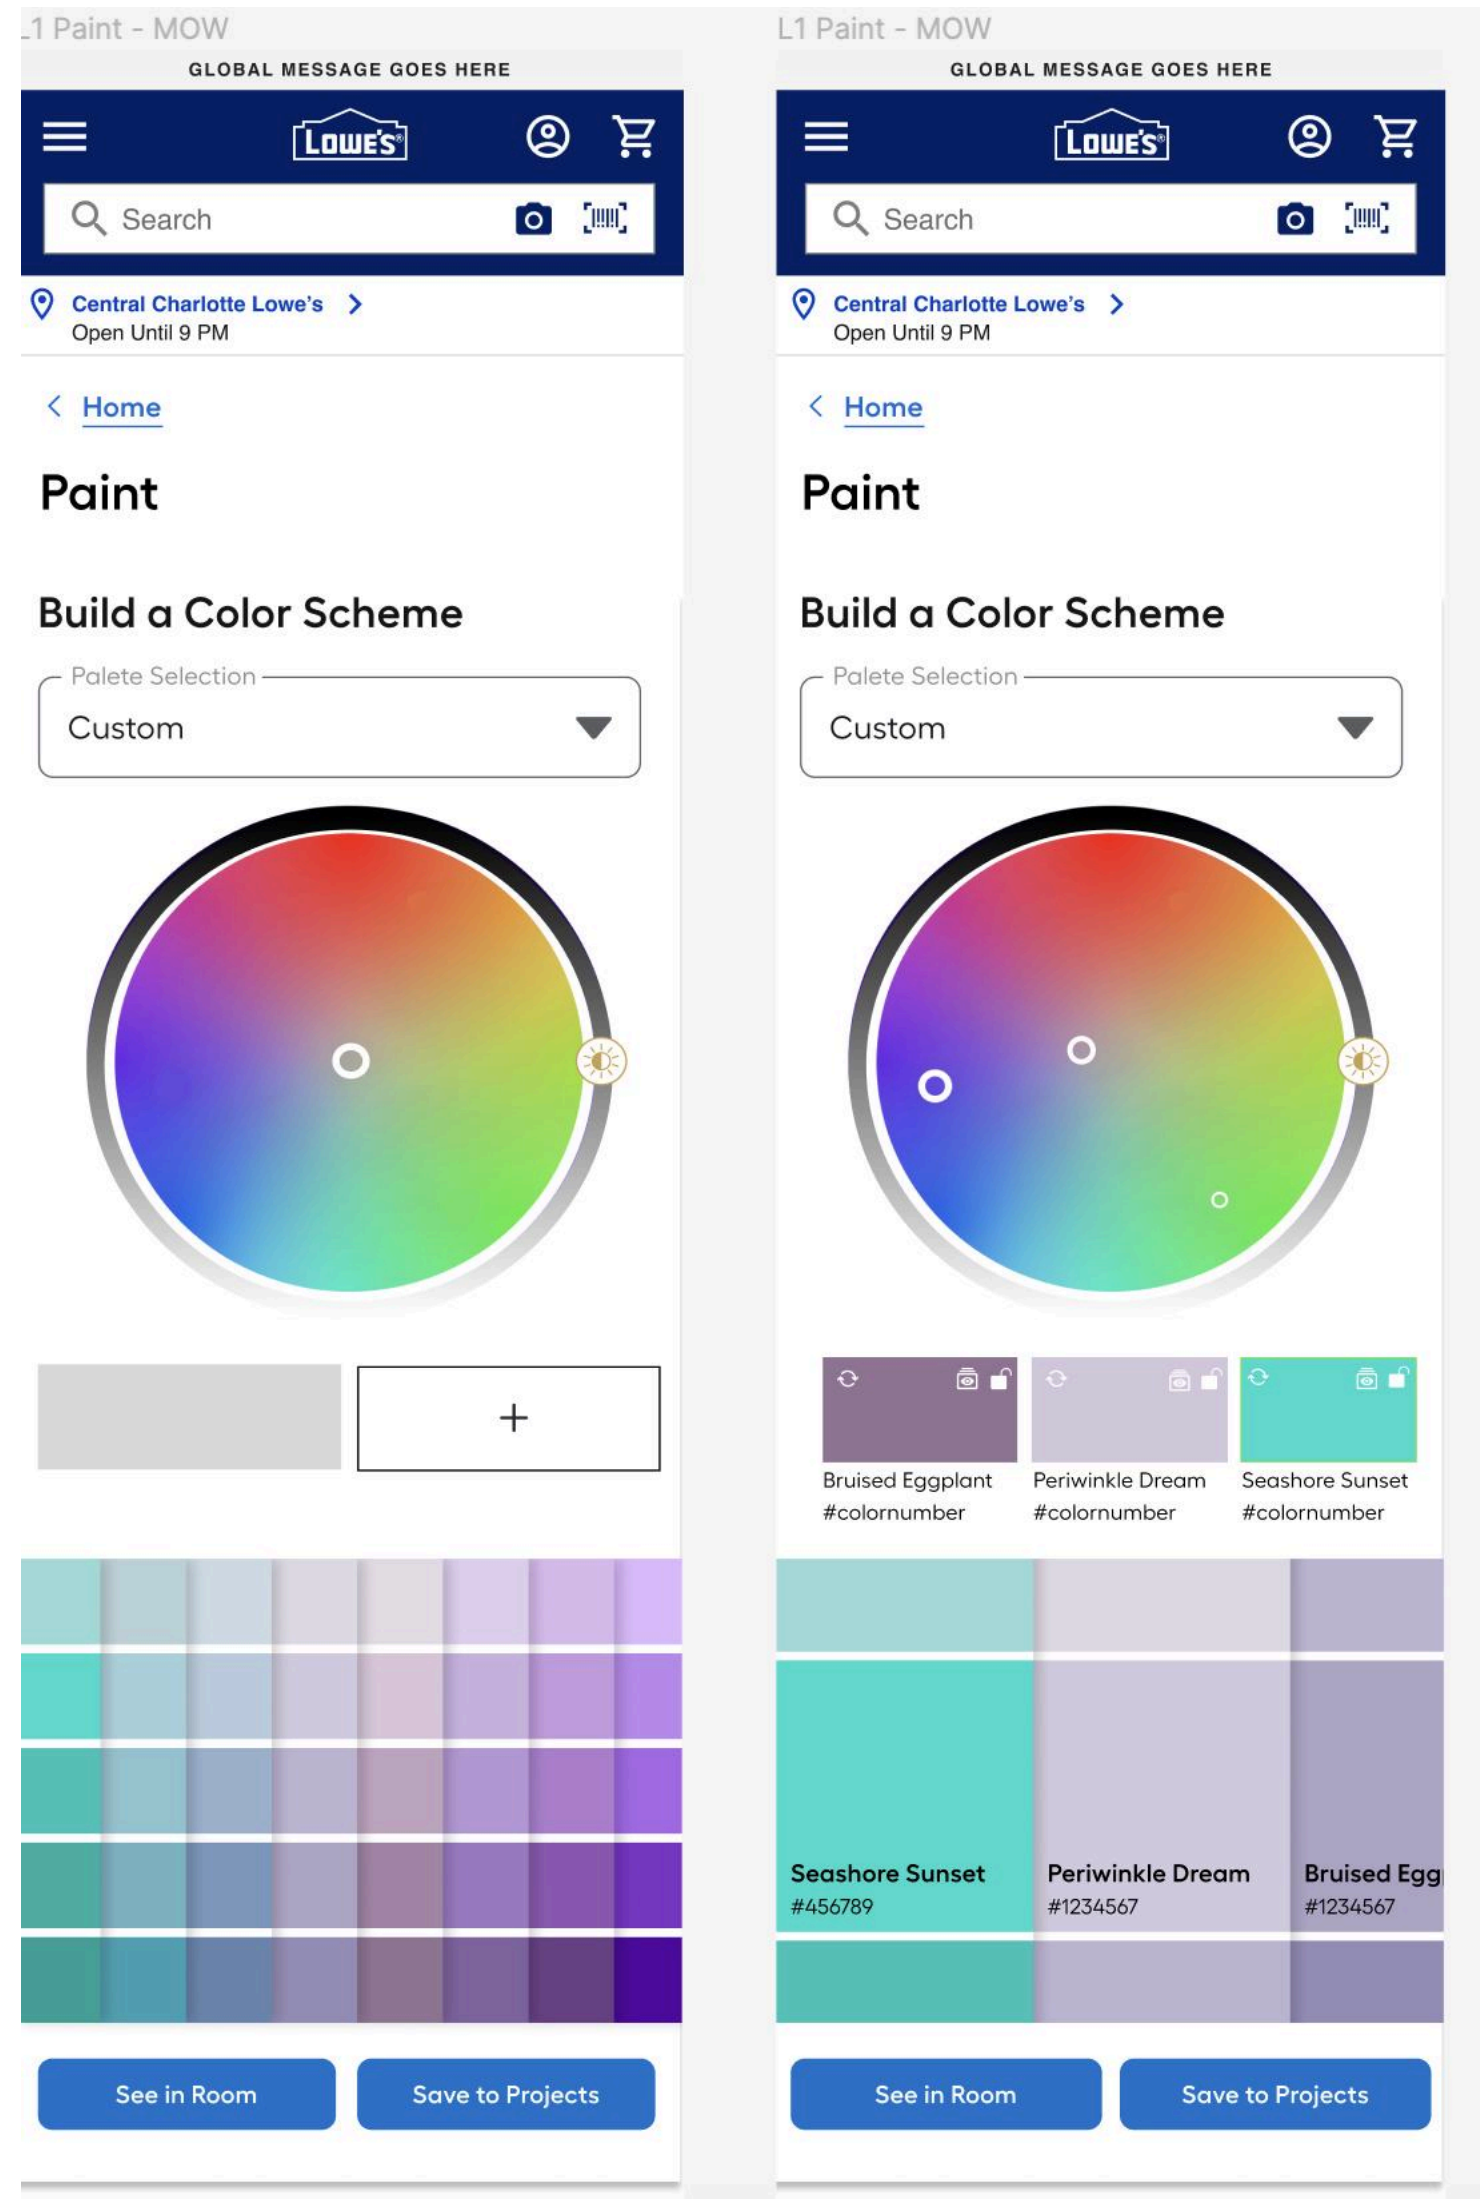 L1 Paint - MOW
GLOBAL MESSAGE GOES HERE
LOWE'S®
Search
Central Charlotte Lowe's
Open Until 9 PM
Home
Paint
Build a Color Scheme
Palete Selection
Custom
+
See in Room
Save to Projects
L1 Paint - MOW
GLOBAL MESSAGE GOES HERE
LOWE'S®
Search
Central Charlotte Lowe's
Open Until 9 PM
Home
Paint
Build a Color Scheme
Palete Selection
Custom
Bruised Eggplant Periwinkle Dream Seashore Sunset
#colornumber #colornumber #colornumber
Seashore Sunset Periwinkle Dream Bruised Egg
#456789 #1234567 #1234567
See in Room
Save to Projects